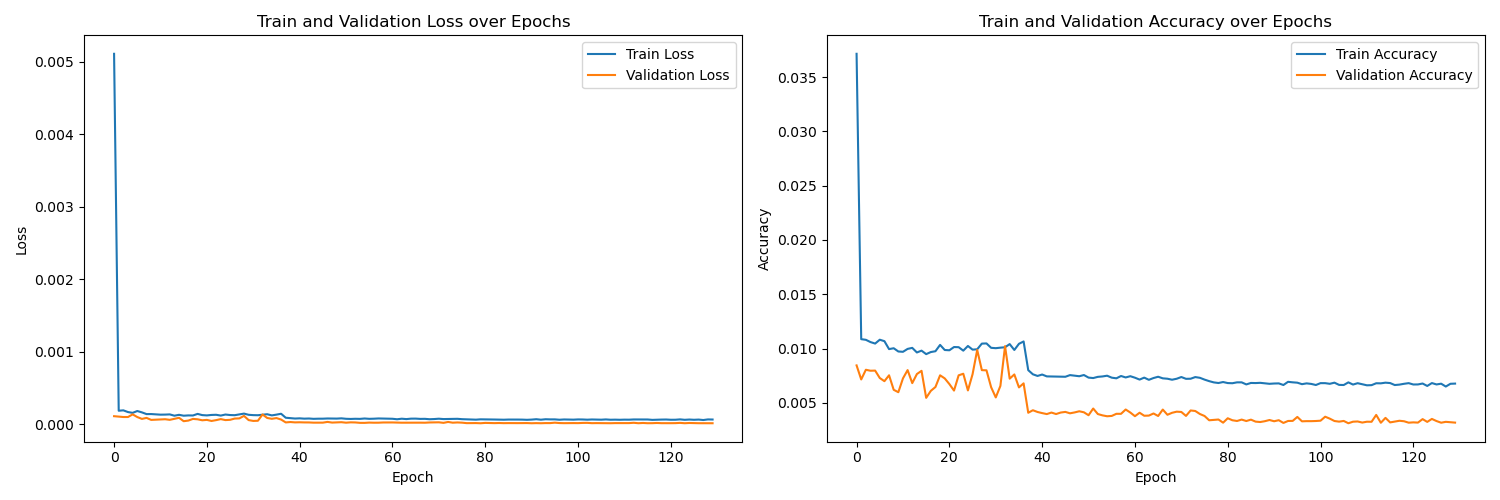 Train and Validation Loss over Epochs
Train Loss
Validation Loss
0.005
0.004
0.003
0.002
0.001
0.000
Loss
0
20
40
60
80
100
120
Epoch
Train and Validation Accuracy over Epochs
Train Accuracy
Validation Accuracy
0.035
0.030
0.025
0.020
0.015
0.010
0.005
Accuracy
0
20
40
60
80
100
120
Epoch